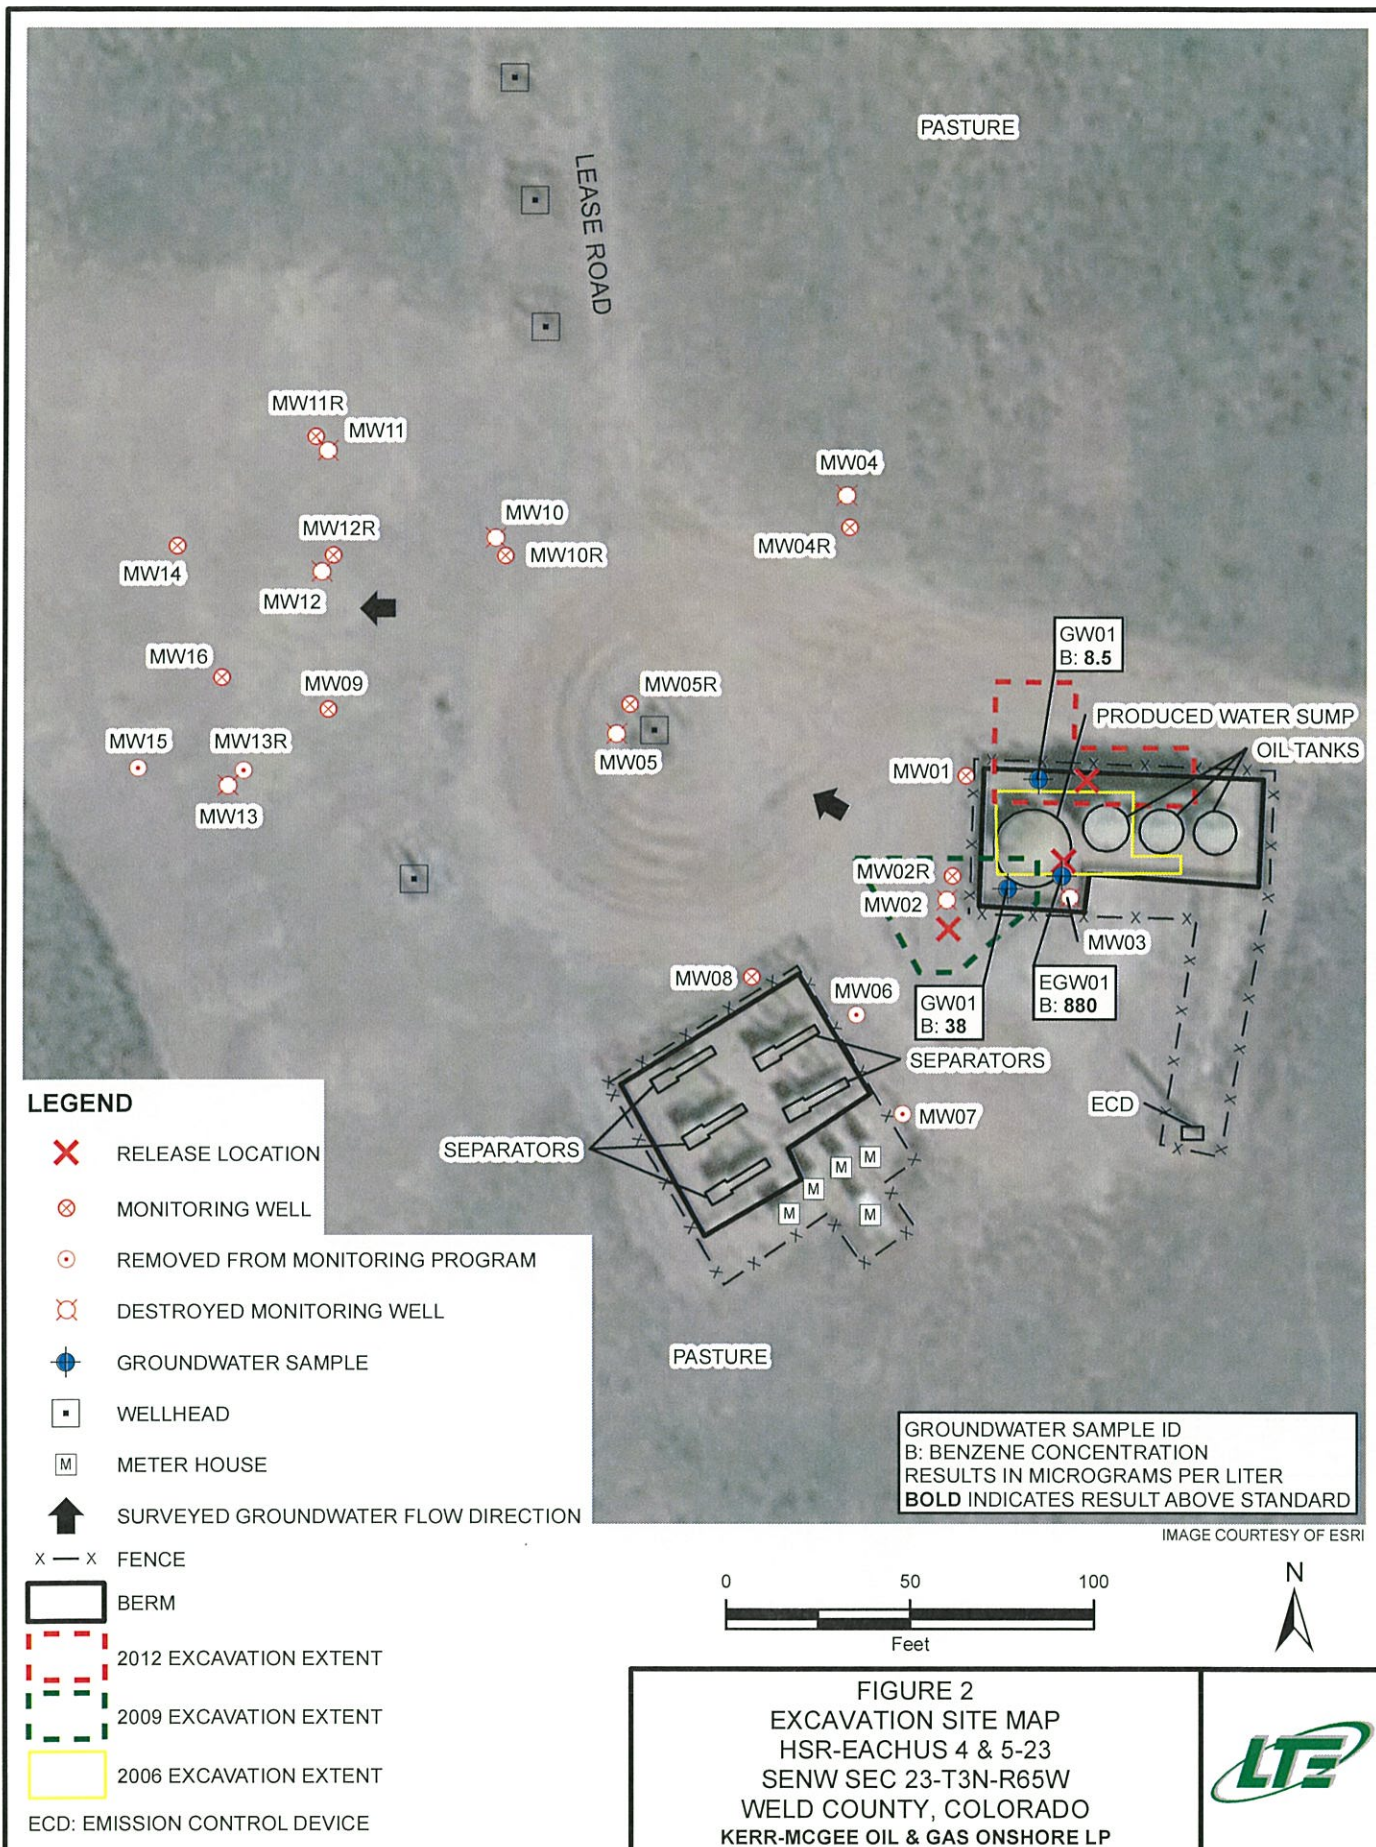 PASTURE
LEASE ROAD
MW11R
MW11
MW04
MW10
MW12R
MW10R
MW04R
MW14
MW12
GW01
B: 8.5
MW16
MW09
MW05R
PRODUCED WATER SUMP
MW15
MW13R
OIL TANKS
MW05
MW01
MW13
MW02R
MW02
MW03
MW08
MW06
GW01
B: 38
EGW01
B: 880
SEPARATORS
ECD
MW07
SEPARATORS
M
M
M
M
M
PASTURE
LEGEND
RELEASE LOCATION
MONITORING WELL
REMOVED FROM MONITORING PROGRAM
DESTROYED MONITORING WELL
GROUNDWATER SAMPLE
WELLHEAD
M METER HOUSE
SURVEYED GROUNDWATER FLOW DIRECTION
X — X FENCE
BERM
2012 EXCAVATION EXTENT
2009 EXCAVATION EXTENT
2006 EXCAVATION EXTENT
ECD: EMISSION CONTROL DEVICE
GROUNDWATER SAMPLE ID
B: BENZENE CONCENTRATION
RESULTS IN MICROGRAMS PER LITER
BOLD INDICATES RESULT ABOVE STANDARD
IMAGE COURTESY OF ESRI
0 50 100
Feet
N
FIGURE 2
EXCAVATION SITE MAP
HSR-EACHUS 4 & 5-23
SENW SEC 23-T3N-R65W
WELD COUNTY, COLORADO
KERR-MCGEE OIL & GAS ONSHORE LP
LTE